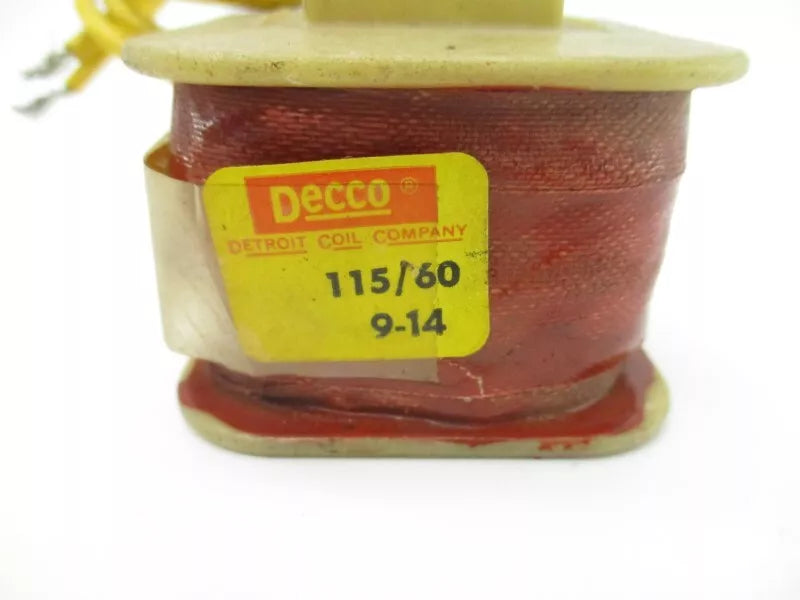 Decco ®
DETROIT COIL COMPANY
115/60
9-14